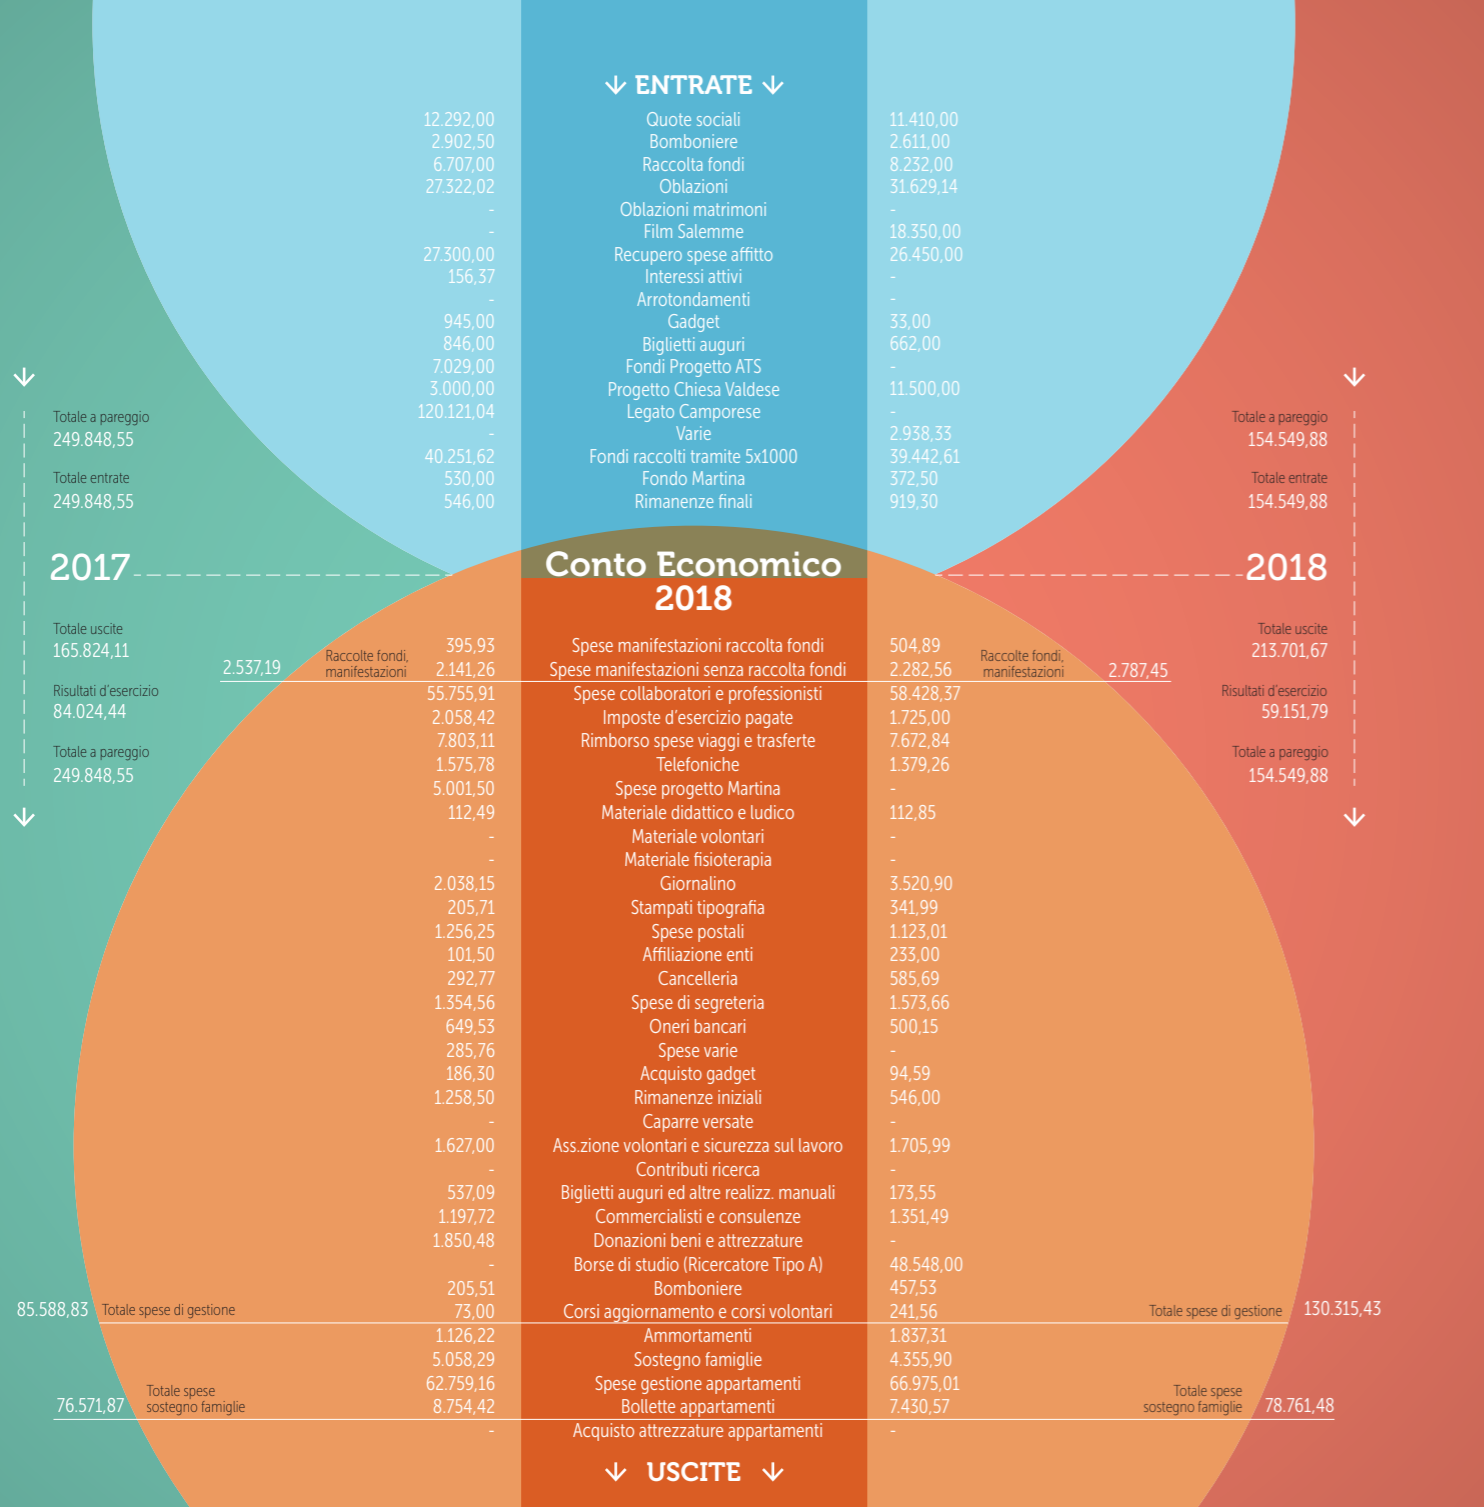 ↓ ENTRATE ↓
12.292,00 Quote sociali 11.410,00
2.902,50 Bomboniere 2.611,00
6.707,00 Raccolta fondi 8.232,00
27.322,02 Oblazioni 31.629,14
- Oblazioni matrimoni -
- Film Salemme 18.350,00
27.300,00 Recupero spese affitto 26.450,00
156,37 Interessi attivi -
- Arrotondamenti -
945,00 Gadget 33,00
846,00 Biglietti auguri 662,00
7.029,00 Fondi Progetto ATS -
3.000,00 Progetto Chiesa Valdese 11.500,00
120.121,04 Legato Camporese -
- Varie 2.938,33
40.251,62 Fondi raccolti tramite 5x1000 39.442,61
530,00 Fondo Martina 372,50
546,00 Rimanenze finali 919,30
Totale a pareggio
249.848,55
Totale entrate
249.848,55
2017
Totale uscite
165.824,11
Risultati d'esercizio
84.024,44
Totale a pareggio
249.848,55
Totale a pareggio
154.549,88
Totale entrate
154.549,88
2018
Totale uscite
213.701,67
Risultati d'esercizio
59.151,79
Totale a pareggio
154.549,88
Conto Economico
2018
395,93 Spese manifestazioni raccolta fondi 504,89
2.141,26 Spese manifestazioni senza raccolta fondi 2.282,56
2.537,19 Raccolte fondi,
manifestazioni
Raccolte fondi,
manifestazioni 2.787,45
55.755,91 Spese collaboratori e professionisti 58.428,37
2.058,42 Imposte d'esercizio pagate 1.725,00
7.803,11 Rimborso spese viaggi e trasferte 7.672,84
1.575,78 Telefoniche 1.379,26
5.001,50 Spese progetto Martina -
112,49 Materiale didattico e ludico 112,85
- Materiale volontari -
- Materiale fisioterapia -
2.038,15 Giornalino 3.520,90
205,71 Stampati tipografia 341,99
1.256,25 Spese postali 1.123,01
101,50 Affiliazione enti 233,00
292,77 Cancelleria 585,69
1.354,56 Spese di segreteria 1.573,66
649,53 Oneri bancari 500,15
285,76 Spese varie -
186,30 Acquisto gadget 94,59
1.258,50 Rimanenze iniziali 546,00
- Caparre versate -
1.627,00 Ass.zione volontari e sicurezza sul lavoro 1.705,99
- Contributi ricerca -
537,09 Biglietti auguri ed altre realizz. manuali 173,55
1.197,72 Commercialisti e consulenze 1.351,49
1.850,48 Donazioni beni e attrezzature -
- Borse di studio (Ricercatore Tipo A) 48.548,00
205,51 Bomboniere 457,53
85.588,83 Totale spese di gestione 73,00 Corsi aggiornamento e corsi volontari 241,56 Totale spese di gestione 130.315,43
1.126,22 Ammortamenti 1.837,31
5.058,29 Sostegno famiglie 4.355,90
62.759,16 Spese gestione appartamenti 66.975,01
8.754,42 Bollette appartamenti 7.430,57
76.571,87 Totale spese
sostegno famiglie
Totale spese
sostegno famiglie 78.761,48
- Acquisto attrezzature appartamenti -
↓ USCITE ↓